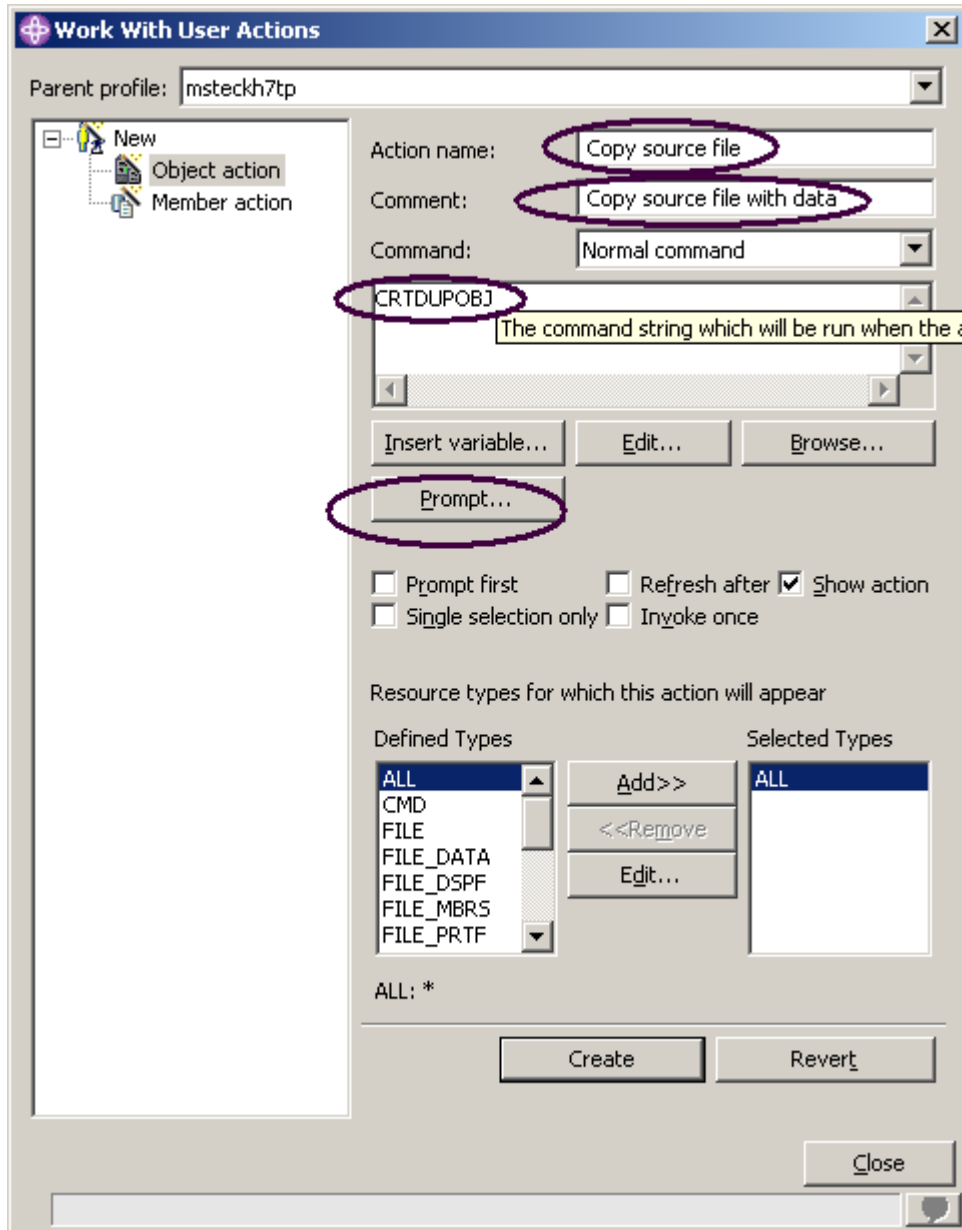 Work With User Actions
Parent profile: msteckh7tp
New
Object action
Member action
Action name: Copy source file
Comment: Copy source file with data
Command: Normal command
CRTDUPOBJ
The command string which will be run when the a
Insert variable... Edit... Browse...
Prompt...
Prompt first Refresh after Show action
Single selection only Invoke once
Resource types for which this action will appear
Defined Types Selected Types
ALL
CMD
FILE
FILE_DATA
FILE_DSPF
FILE_MBRS
FILE_PRTF
Add>>
<<Remove
Edit...
ALL
ALL: *
Create Revert
Close